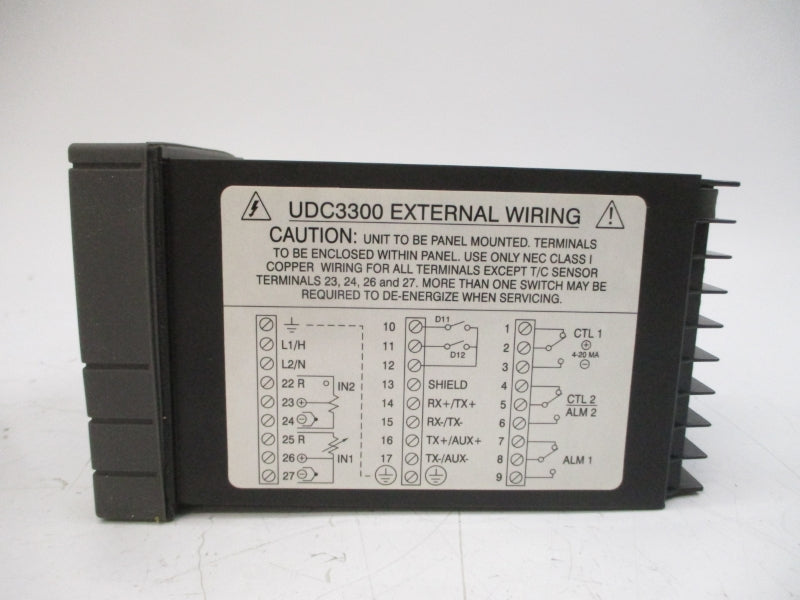 UDC3300 EXTERNAL WIRING
CAUTION: UNIT TO BE PANEL MOUNTED. TERMINALS
TO BE ENCLOSED WITHIN PANEL. USE ONLY NEC CLASS I
COPPER WIRING FOR ALL TERMINALS EXCEPT T/C SENSOR
TERMINALS 23, 24, 26 and 27. MORE THAN ONE SWITCH MAY BE
REQUIRED TO DE-ENERGIZE WHEN SERVICING.
L1/H
L2/N
22 R IN2
23 +
24 -
25 R
26 + IN1
27 -
10 D11
11 D12
12
13 SHIELD
14 RX+/TX+
15 RX-/TX-
16 TX+/AUX+
17 TX-/AUX-
1 CTL 1
2 +
4-20 MA
3 -
4 CTL 2
5 ALM 2
6
7
8 ALM 1
9